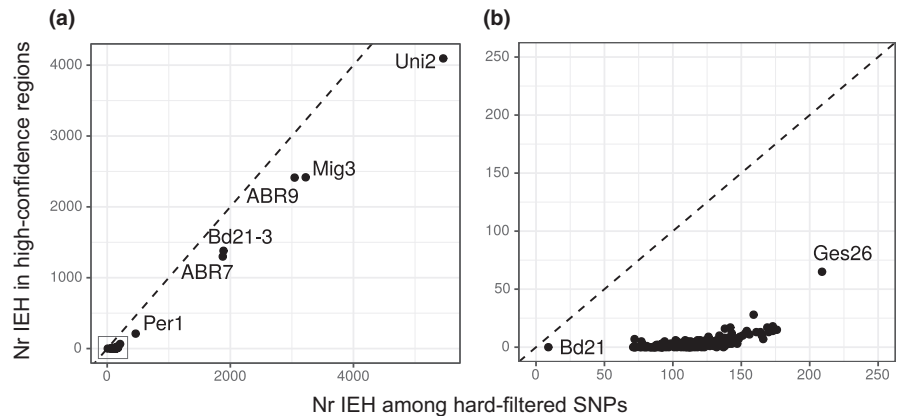 (a)
(b)
Nr IEH in high-confidence regions
4000
3000
2000
1000
0
Uni2
Mig3
ABR9
Bd21-3
ABR7
Per1
0
2000
4000
250
200
150
100
50
0
Ges26
Bd21
0
50
100
150
200
250
Nr IEH among hard-filtered SNPs